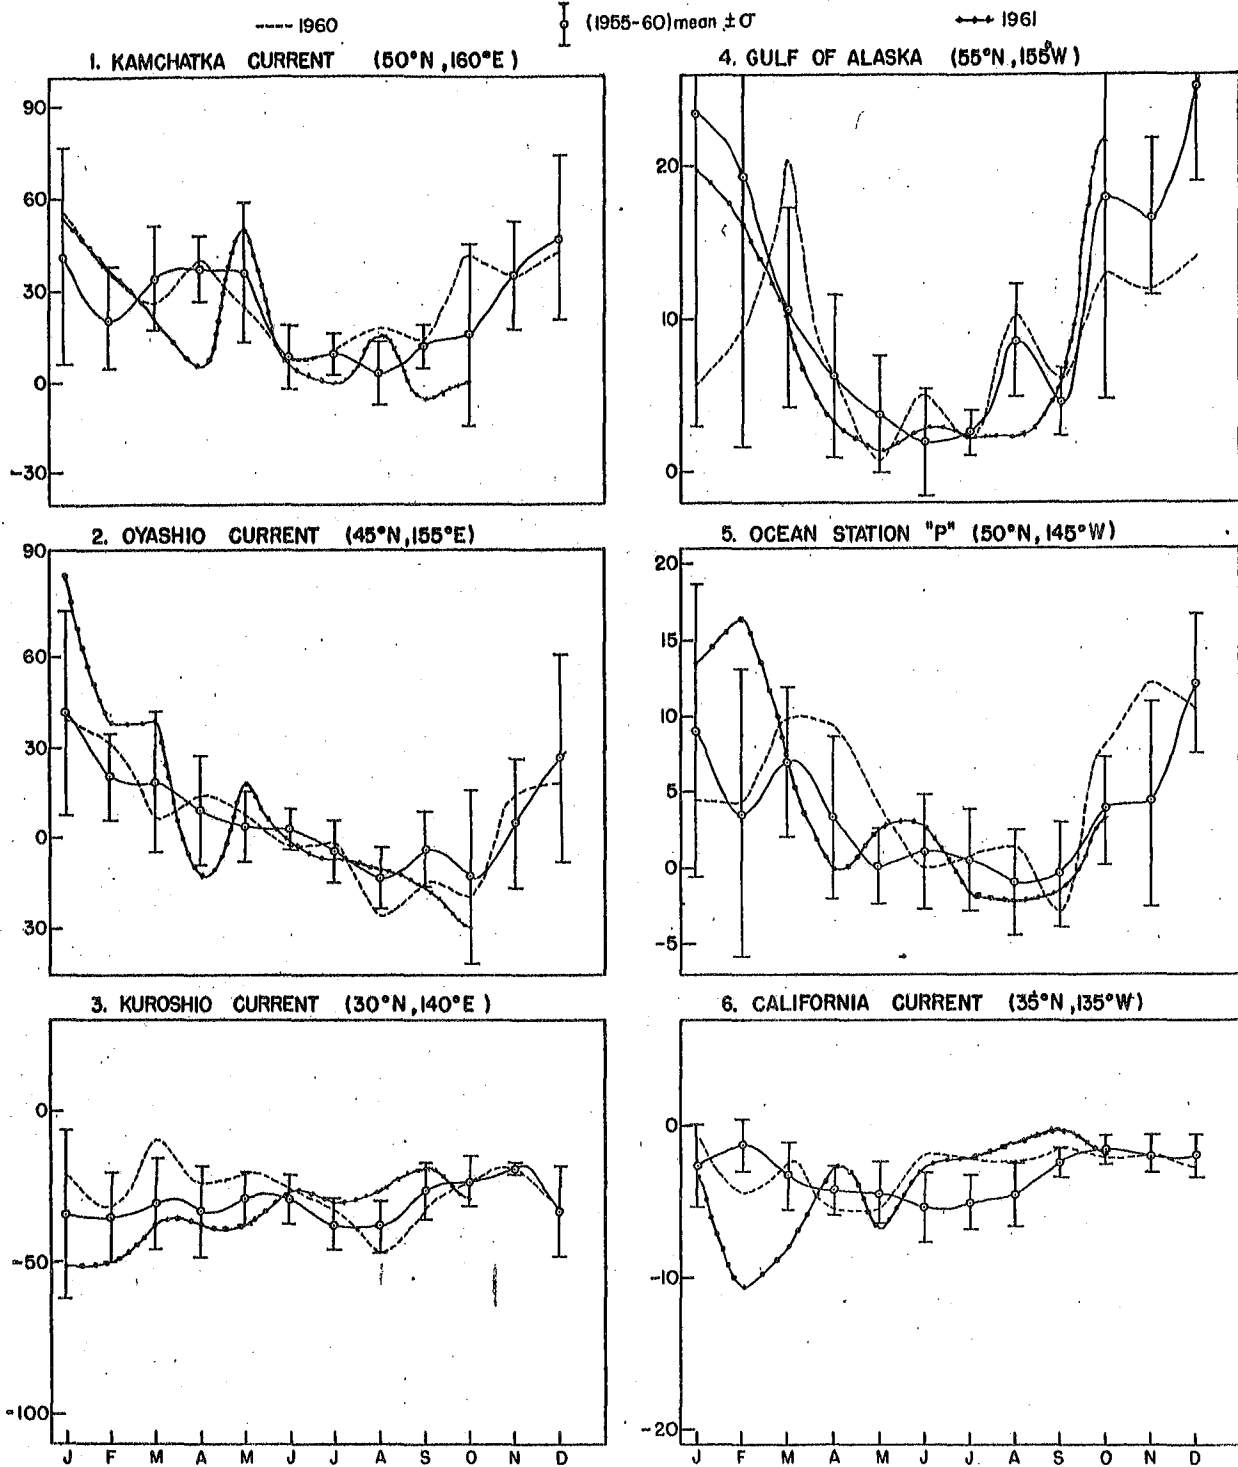 1960 (1955-60) mean ± σ 1961
1. KAMCHATKA CURRENT (50°N, 160°E)
90
60
30
0
-30
4. GULF OF ALASKA (55°N, 155°W)
20
10
0
2. OYASHIO CURRENT (45°N, 155°E)
90
60
30
0
30
5. OCEAN STATION "P" (50°N, 145°W)
20
15
10
5
0
-5
3. KUROSHIO CURRENT (30°N, 140°E)
0
-50
-100
J F M A M J J A S O N D
6. CALIFORNIA CURRENT (35°N, 135°W)
0
-10
-20
J F M A M J J A S O N D